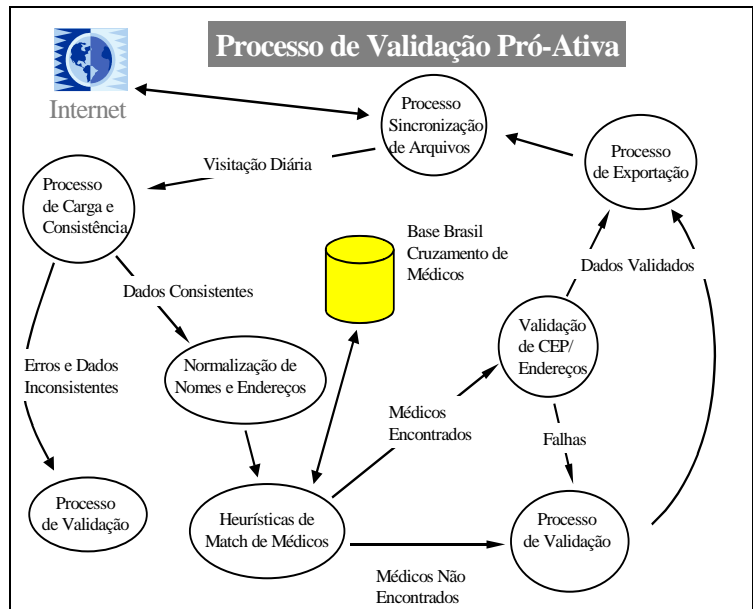 Processo de Validação Pró-Ativa
Internet
Processo
Sincronização
de Arquivos
Processo
de Exportação
Visitação Diária
Processo
de Carga e
Consistência
Base Brasil
Cruzamento de
Médicos
Dados Validados
Dados Consistentes
Validação
de CEP/
Endereços
Erros e Dados
Inconsistentes
Normalização de
Nomes e Endereços
Médicos
Encontrados
Falhas
Processo
de Validação
Heurísticas de
Match de Médicos
Processo
de Validação
Médicos Não
Encontrados